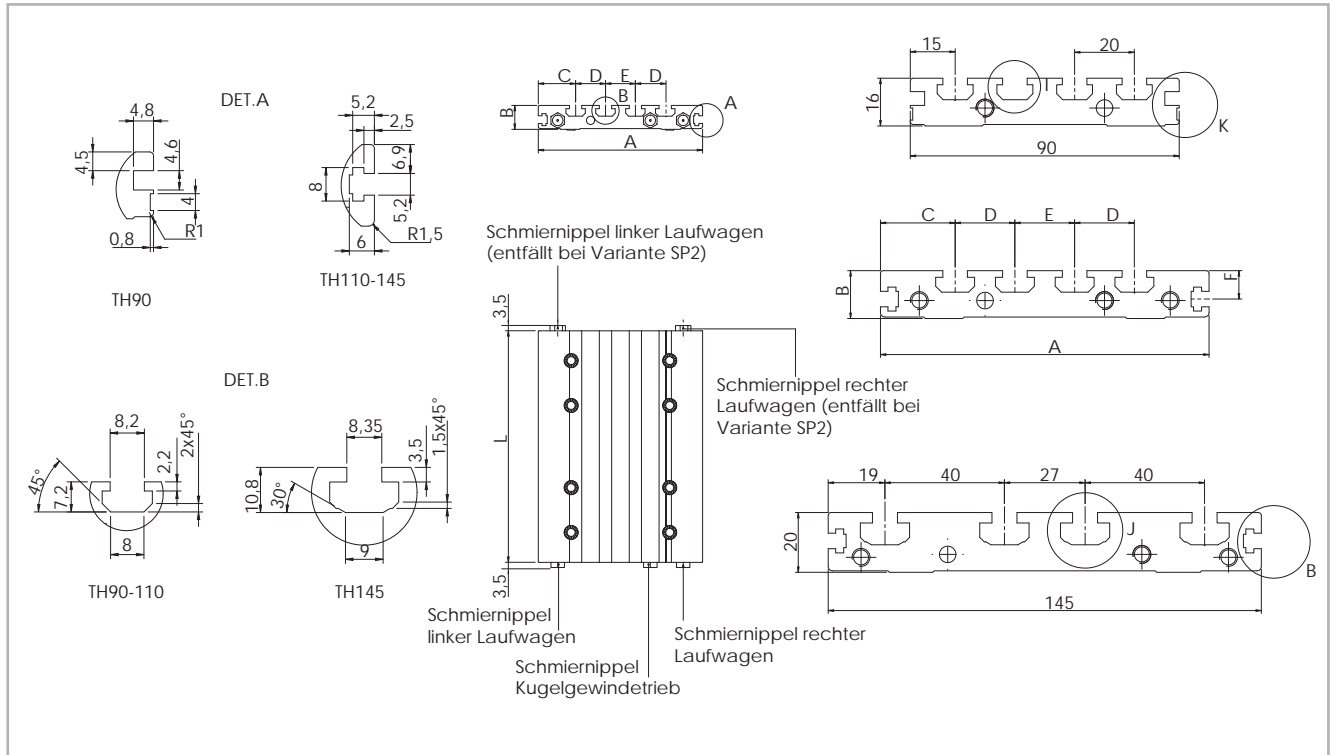 DET.A
4,8
4,5
4,6
4
R1
0,8
TH90
5,2
2,5
6,9
8
5,2
6
R1,5
TH110-145
DET.B
8,2
2,2
2x45°
45°
7,2
8
TH90-110
8,35
3,5
1,5x45°
10,8
30°
9
TH145
C
D
E
D
B
B
A
A
Schmiernippel linker Laufwagen
(entfällt bei Variante SP2)
3,5
L
3,5
Schmiernippel rechter
Laufwagen (entfällt bei
Variante SP2)
Schmiernippel
linker Laufwagen
Schmiernippel
Kugelgewindetrieb
Schmiernippel rechter
Laufwagen
15
20
16
I
K
90
C
D
E
D
B
F
A
19
40
27
40
20
J
B
145